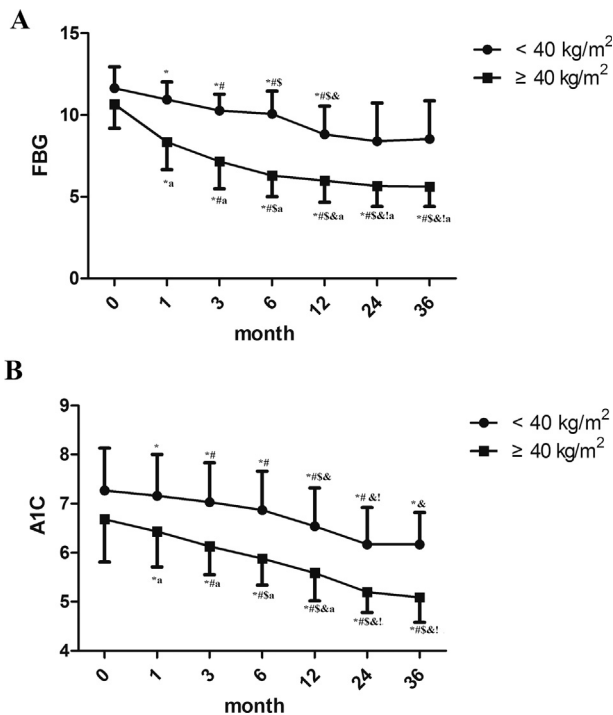 A
15
10
5
0
FBG
* *# *#$ *#$&
*a *#a *#$a *#$&a *#$&!a *#$&!a
0 1 3 6 12 24 36
month
< 40 kg/m²
≥ 40 kg/m²
B
9
8
7
6
5
4
A1C
* *# *# *#$& *# &! *&
*a *#a *#$a *#$&a *#$&! *#$&!
0 1 3 6 12 24 36
month
< 40 kg/m²
≥ 40 kg/m²